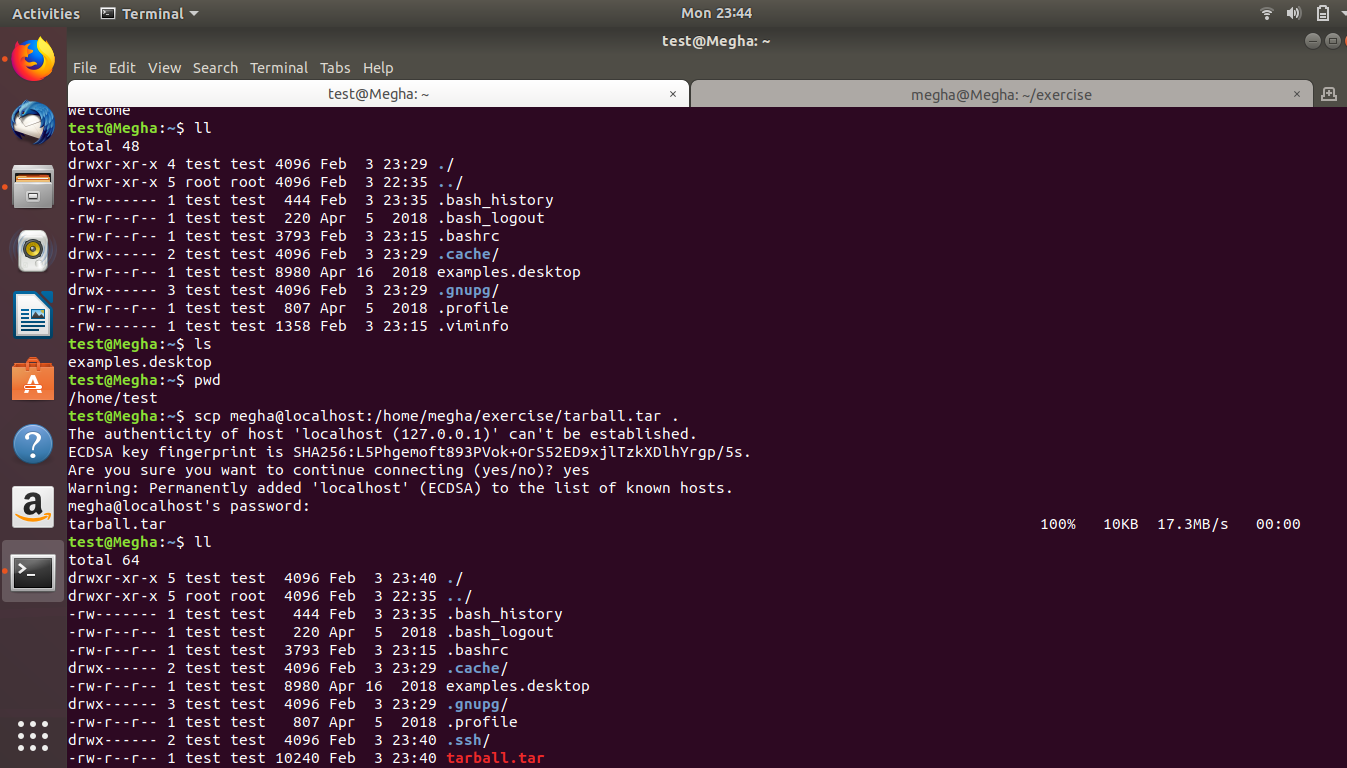 Activities Terminal Mon 23:44
test@Megha: ~
File Edit View Search Terminal Tabs Help
test@Megha: ~ × megha@Megha: ~/exercise ×
Welcome
test@Megha:~$ ll
total 48
drwxr-xr-x 4 test test 4096 Feb  3 23:29 ./
drwxr-xr-x 5 root root 4096 Feb  3 22:35 ../
-rw------- 1 test test  444 Feb  3 23:35 .bash_history
-rw-r--r-- 1 test test  220 Apr  5  2018 .bash_logout
-rw-r--r-- 1 test test 3793 Feb  3 23:15 .bashrc
drwx------ 2 test test 4096 Feb  3 23:29 .cache/
-rw-r--r-- 1 test test 8980 Apr 16  2018 examples.desktop
drwx------ 3 test test 4096 Feb  3 23:29 .gnupg/
-rw-r--r-- 1 test test  807 Apr  5  2018 .profile
-rw------- 1 test test 1358 Feb  3 23:15 .viminfo
test@Megha:~$ ls
examples.desktop
test@Megha:~$ pwd
/home/test
test@Megha:~$ scp megha@localhost:/home/megha/exercise/tarball.tar .
The authenticity of host 'localhost (127.0.0.1)' can't be established.
ECDSA key fingerprint is SHA256:L5Phgemoft893PVok+OrS52ED9xjlTzkXDlhYrgp/5s.
Are you sure you want to continue connecting (yes/no)? yes
Warning: Permanently added 'localhost' (ECDSA) to the list of known hosts.
megha@localhost's password:
tarball.tar 100% 10KB 17.3MB/s 00:00
test@Megha:~$ ll
total 64
drwxr-xr-x 5 test test  4096 Feb  3 23:40 ./
drwxr-xr-x 5 root root  4096 Feb  3 22:35 ../
-rw------- 1 test test   444 Feb  3 23:35 .bash_history
-rw-r--r-- 1 test test   220 Apr  5  2018 .bash_logout
-rw-r--r-- 1 test test  3793 Feb  3 23:15 .bashrc
drwx------ 2 test test  4096 Feb  3 23:29 .cache/
-rw-r--r-- 1 test test  8980 Apr 16  2018 examples.desktop
drwx------ 3 test test  4096 Feb  3 23:29 .gnupg/
-rw-r--r-- 1 test test   807 Apr  5  2018 .profile
drwx------ 2 test test  4096 Feb  3 23:40 .ssh/
-rw-r--r-- 1 test test 10240 Feb  3 23:40 tarball.tar